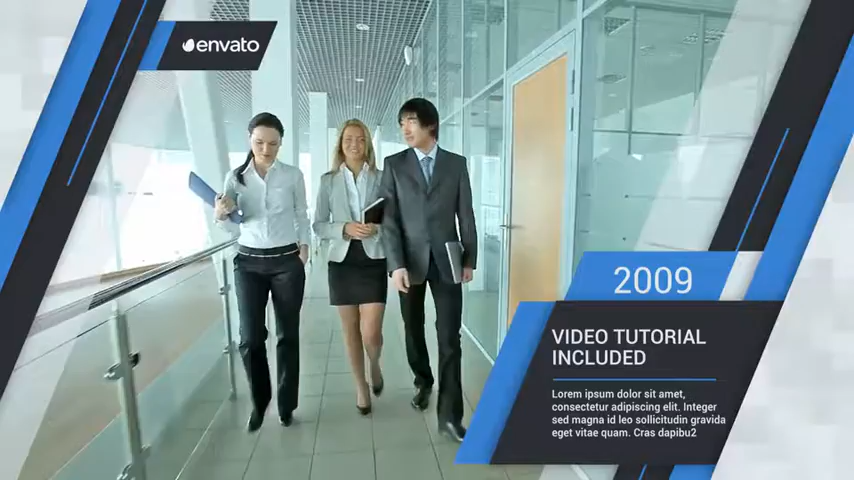 envato
2009
VIDEO TUTORIAL
INCLUDED
Lorem ipsum dolor sit amet,
consectetur adipiscing elit. Integer
sed magna id leo sollicitudin gravida
eget vitae quam. Cras dapibu2